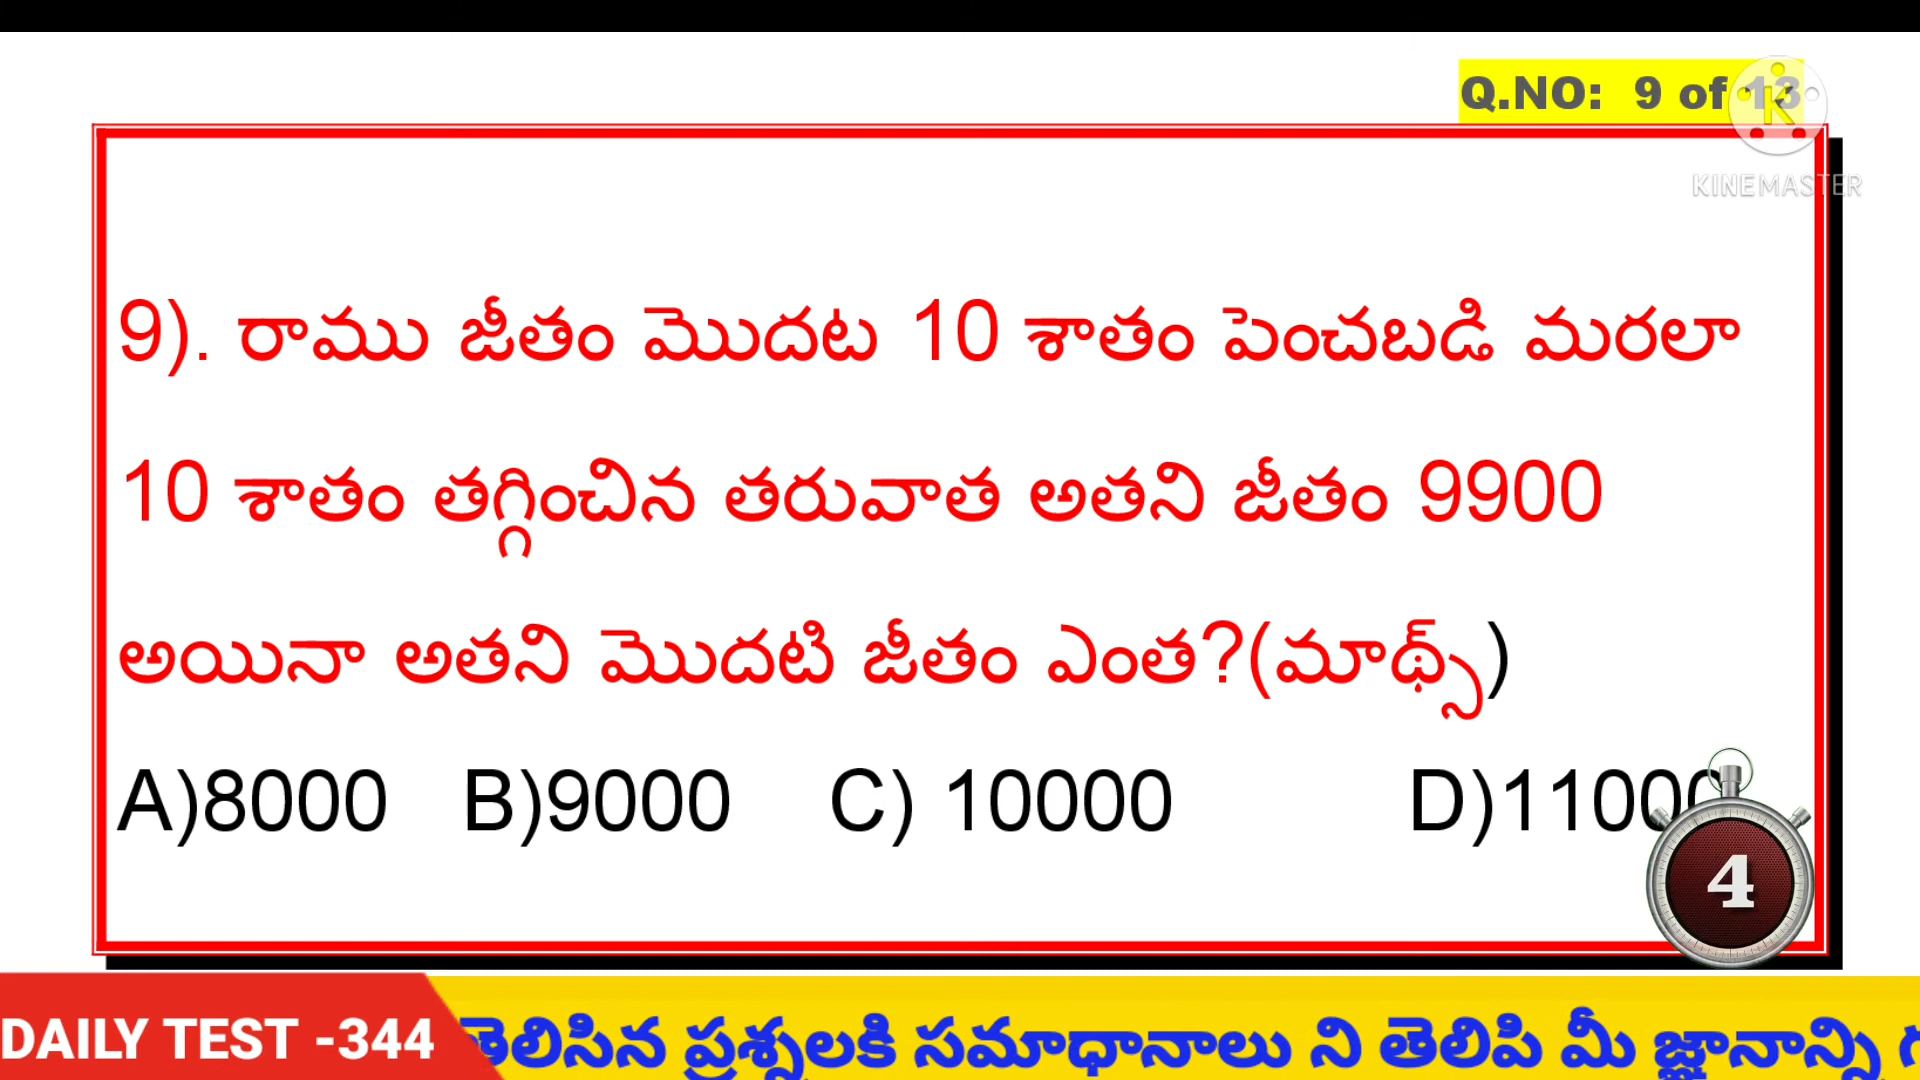 Q.NO: 9 of 13
KINEMASTER
9). రాము జీతం మొదట 10 శాతం పెంచబడి మరలా
10 శాతం తగ్గించిన తరువాత అతని జీతం 9900
అయినా అతని మొదటి జీతం ఎంత?(మాథ్స్)
A)8000 B)9000 C) 10000 D)11000
4
DAILY TEST -344 తెలిసిన ప్రశ్నలకి సమాధానాలు ని తెలిపి మీ జ్ఞానాన్ని